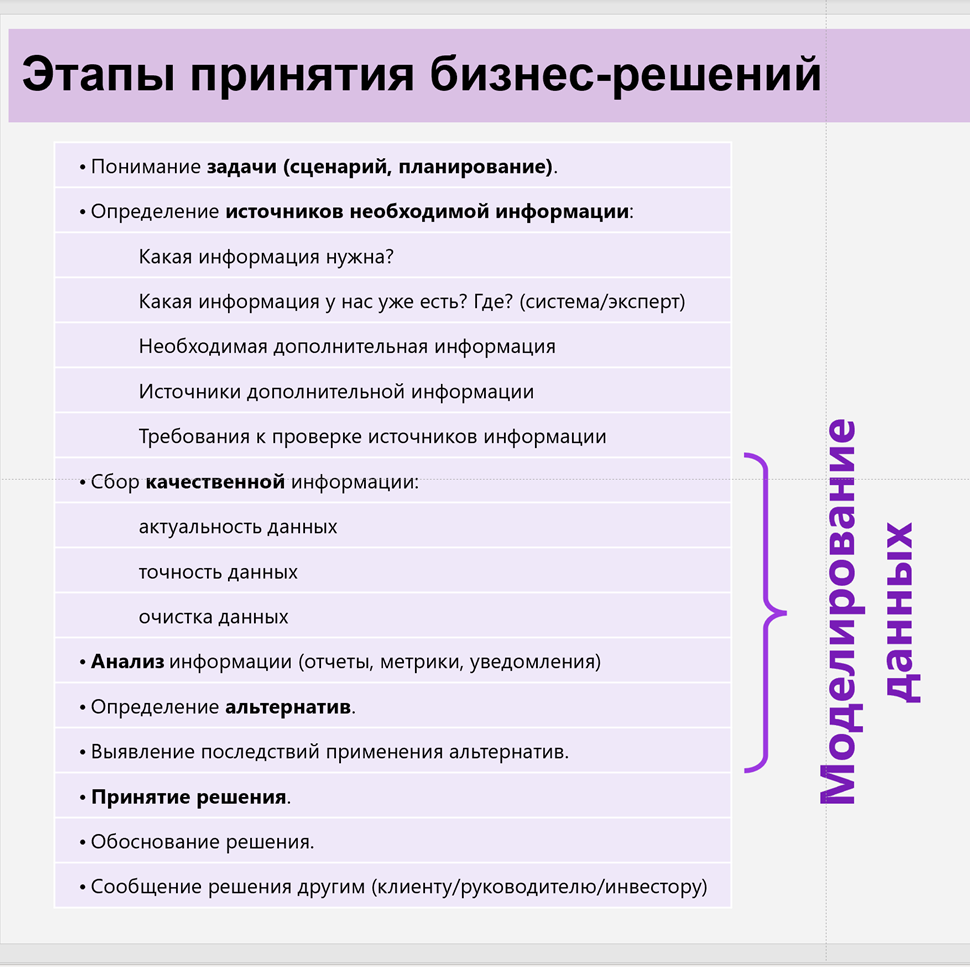 Этапы принятия бизнес-решений
• Понимание задачи (сценарий, планирование).
• Определение источников необходимой информации:
Какая информация нужна?
Какая информация у нас уже есть? Где? (система/эксперт)
Необходимая дополнительная информация
Источники дополнительной информации
Требования к проверке источников информации
• Сбор качественной информации:
актуальность данных
точность данных
очистка данных
• Анализ информации (отчеты, метрики, уведомления)
• Определение альтернатив.
• Выявление последствий применения альтернатив.
• Принятие решения.
• Обоснование решения.
• Сообщение решения другим (клиенту/руководителю/инвестору)
Моделирование
данных